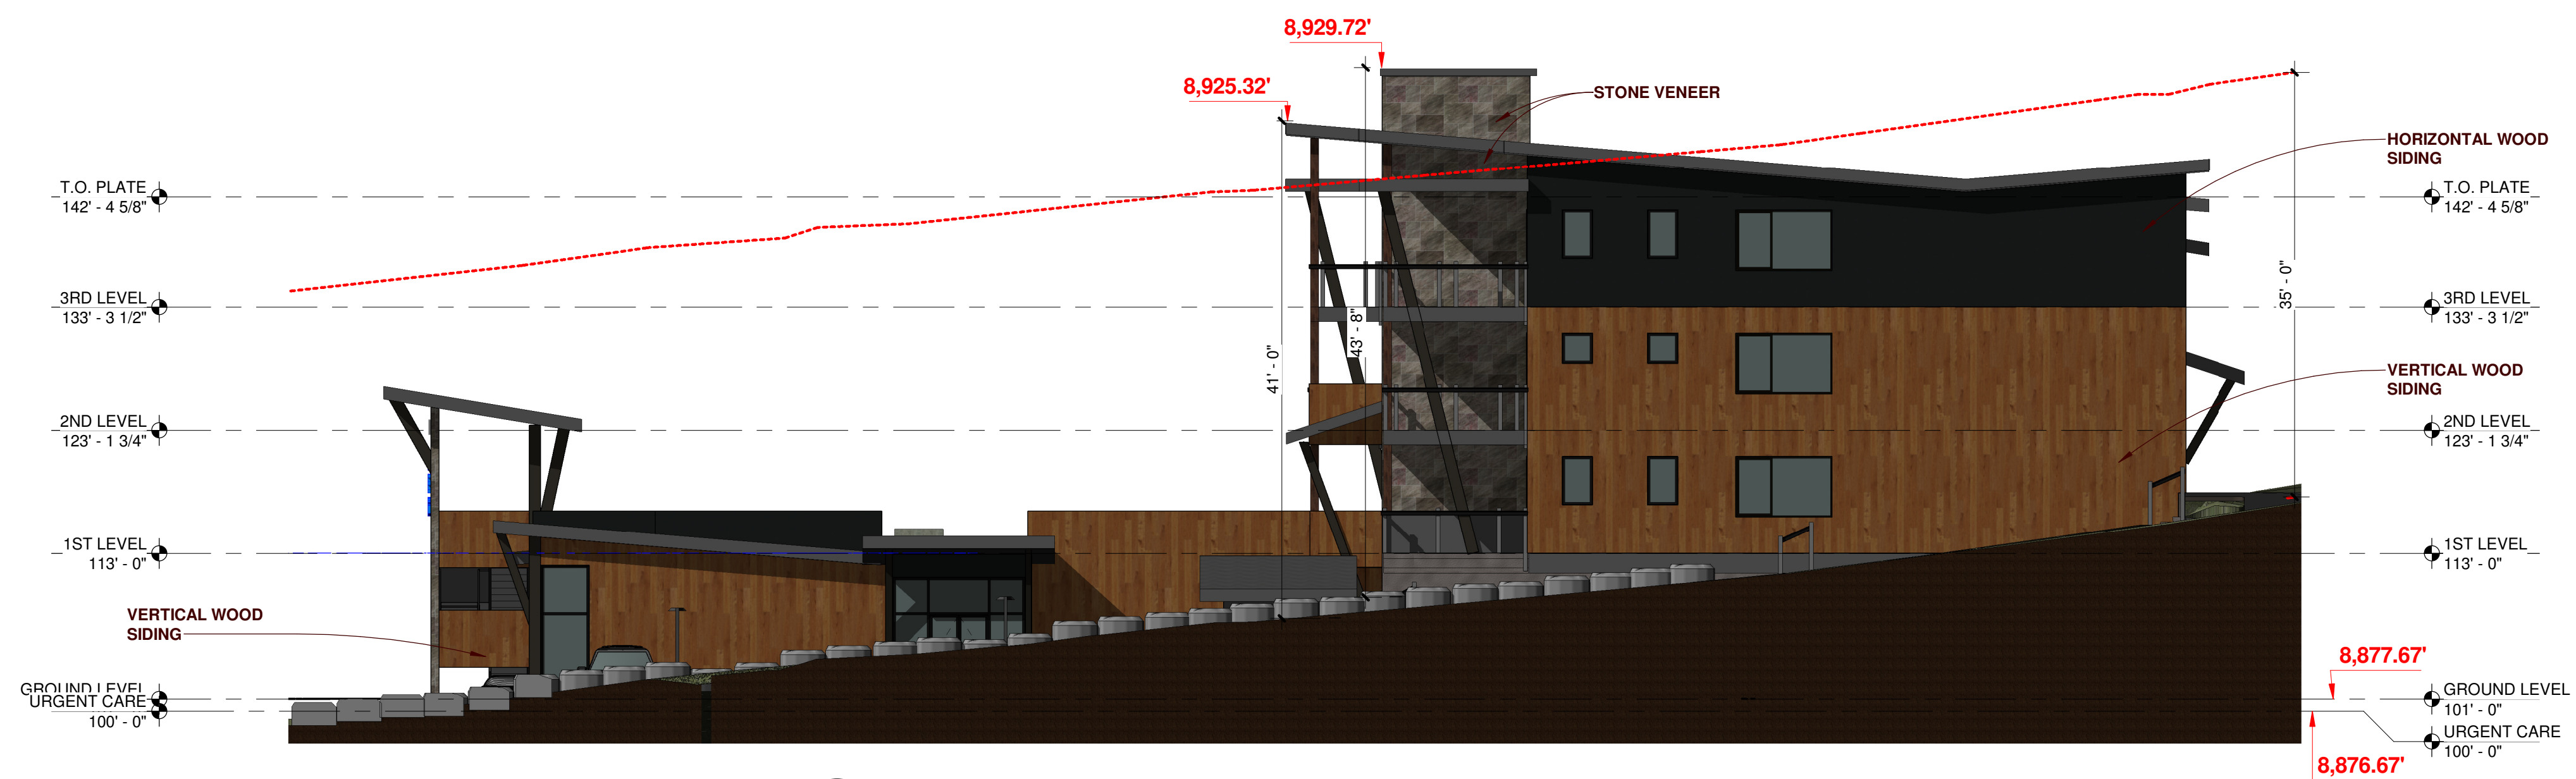 8,929.72'
8,925.32'
STONE VENEER
HORIZONTAL WOOD
SIDING
T.O. PLATE
142' - 4 5/8"
T.O. PLATE
142' - 4 5/8"
35' - 0"
3RD LEVEL
133' - 3 1/2"
43' - 8"
41' - 0"
3RD LEVEL
133' - 3 1/2"
VERTICAL WOOD
SIDING
2ND LEVEL
123' - 1 3/4"
2ND LEVEL
123' - 1 3/4"
1ST LEVEL
113' - 0"
1ST LEVEL
113' - 0"
VERTICAL WOOD
SIDING
8,877.67'
GROUND LEVEL
URGENT CARE
100' - 0"
GROUND LEVEL
101' - 0"
URGENT CARE
100' - 0"
8,876.67'